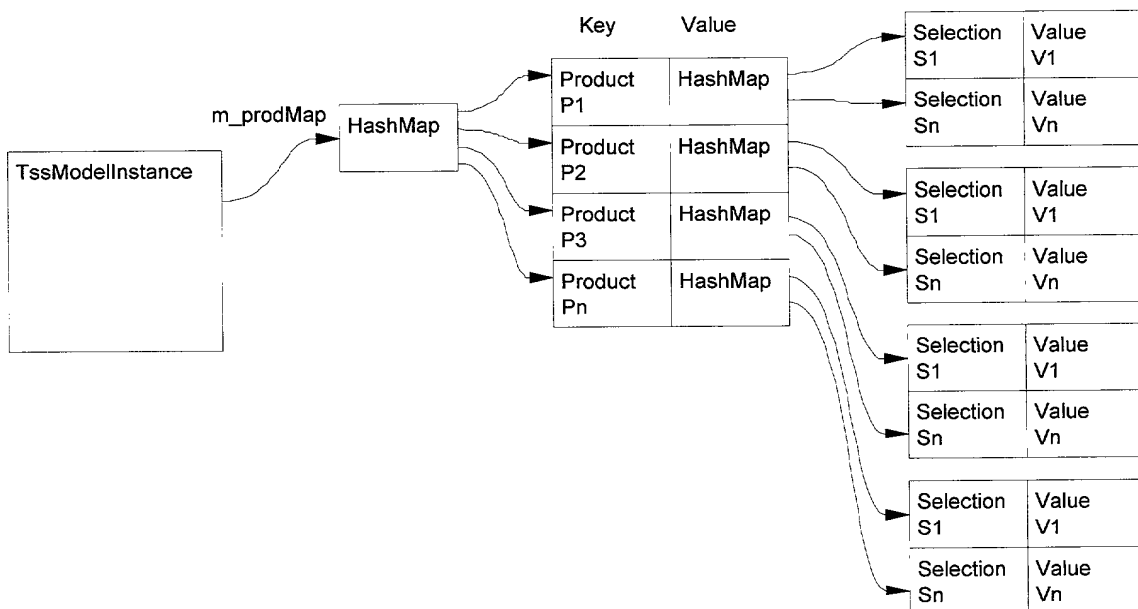 Key Value
m_prodMap
TssModelInstance
HashMap
Product HashMap
P1
Product HashMap
P2
Product HashMap
P3
Product HashMap
Pn
Selection Value
S1 V1
Selection Value
Sn Vn
Selection Value
S1 V1
Selection Value
Sn Vn
Selection Value
S1 V1
Selection Value
Sn Vn
Selection Value
S1 V1
Selection Value
Sn Vn